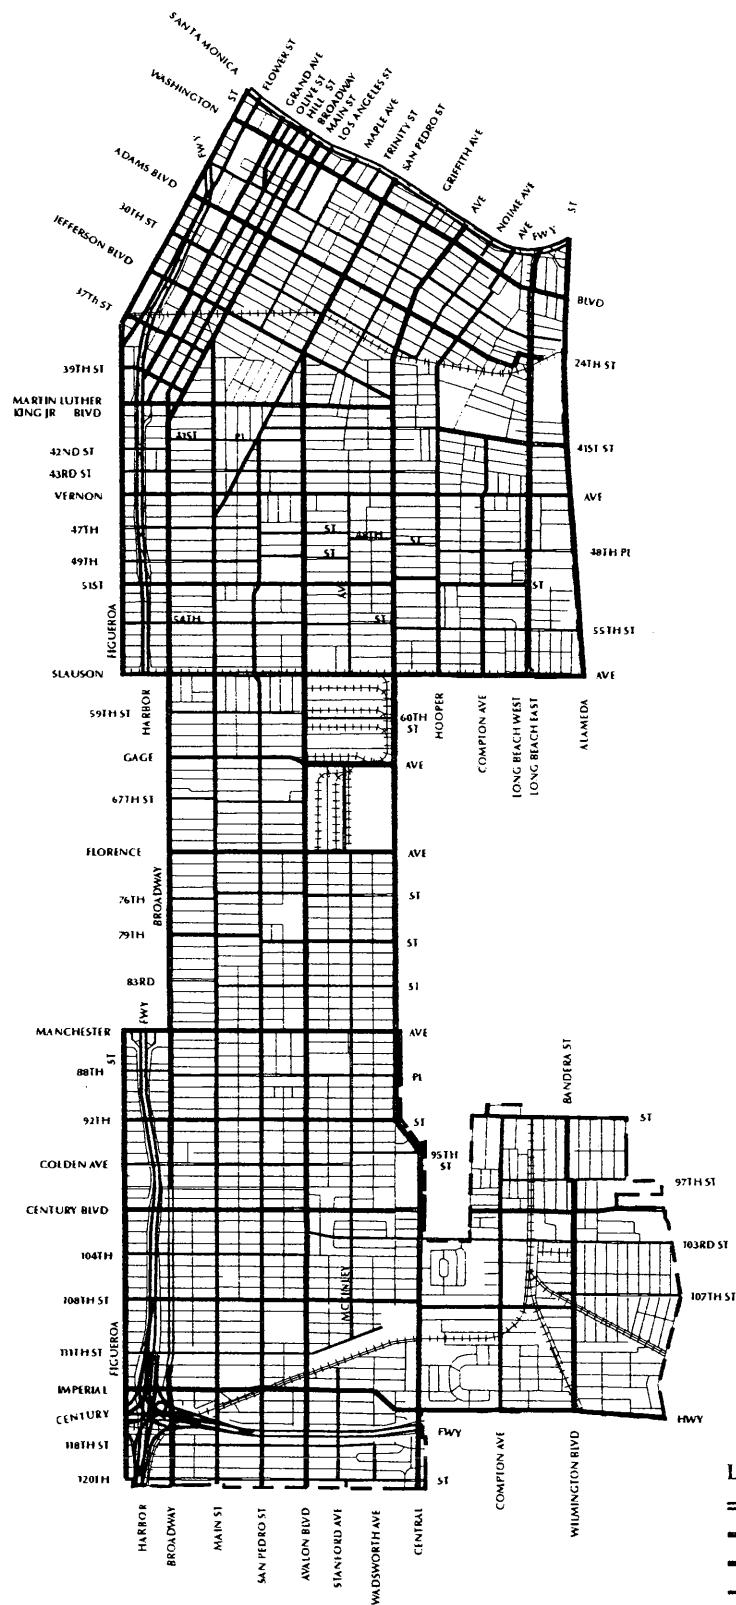 SANTA MONICA
WASHINGTON
ST
FLOWER ST
GRAND AVE
OLIVE ST
HILL ST
BROADWAY
MAIN ST
LOS ANGELES ST
MAPLE AVE
TRINITY ST
SAN PEDRO ST
GRIFFITH AVE
AVE
NOIME AVE
AVE
FWY
ST
FWY
ADAMS BLVD
30TH ST
JEFFERSON BLVD
37TH ST
BLVD
24TH ST
39TH ST
MARTIN LUTHER
KING JR BLVD
41ST PL
42ND ST
41ST ST
43RD ST
VERNON AVE
47TH ST
48TH ST
48TH PL
49TH ST
51ST ST
AVE
54TH ST
55TH ST
FIGUEROA
SLAUSON AVE
HARBOR
59TH ST
60TH
ST
HOOPER
COMPTON AVE
LONG BEACH WEST
LONG BEACH EAST
ALAMEDA
GAGE AVE
67TH ST
FLORENCE AVE
BROADWAY
76TH ST
79TH ST
83RD ST
FWY
MANCHESTER AVE
ST
88TH PL
BANDERA ST
92TH ST
ST
95TH
ST
COLDEN AVE
97TH ST
CENTURY BLVD
103RD ST
104TH
MCKINLEY
108TH ST
107TH ST
FIGUEROA
111TH ST
IMPERIAL HWY
CENTURY FWY
118TH ST
120TH ST
HARBOR
BROADWAY
MAIN ST
SAN PEDRO ST
AVALON BLVD
STANFORD AVE
WADSWORTH AVE
CENTRAL
COMPTON AVE
WILMINGTON BLVD
L